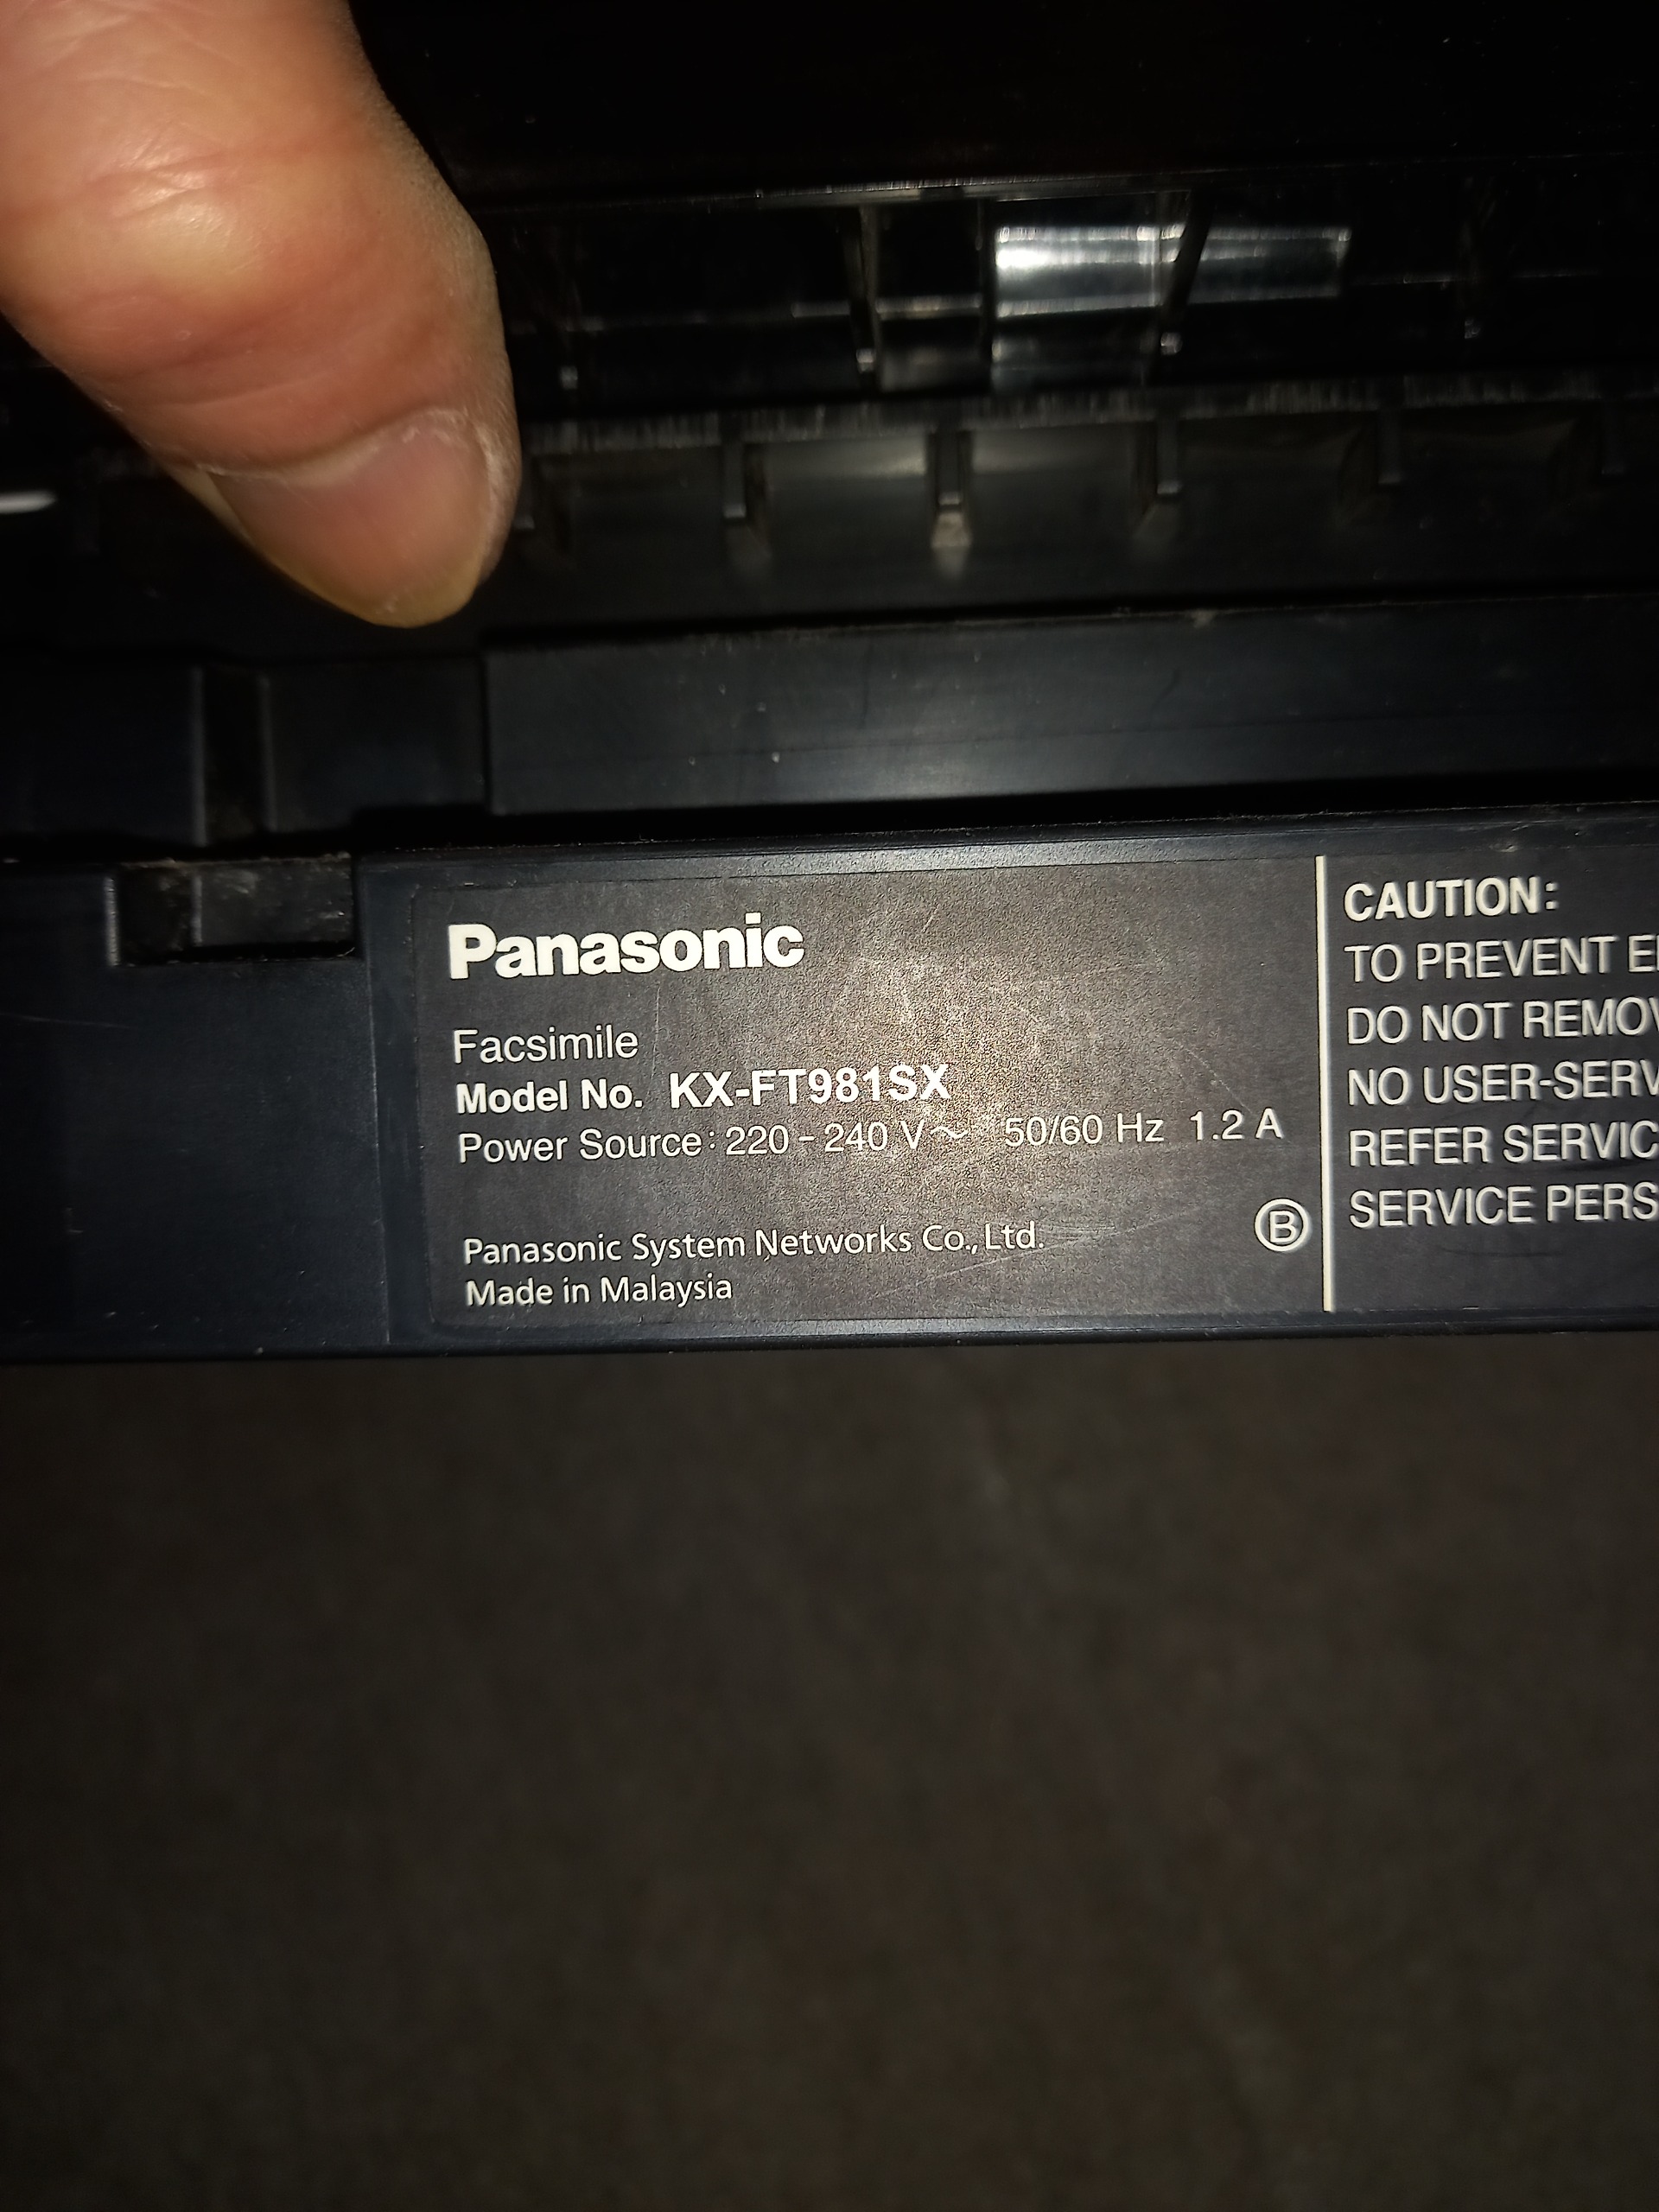 Panasonic
Facsimile
Model No. KX-FT981SX
Power Source: 220 - 240 V~ 50/60 Hz 1.2 A
Panasonic System Networks Co., Ltd.
Made in Malaysia
B
CAUTION:
TO PREVENT
DO NOT
NO
REFER
SERVICE